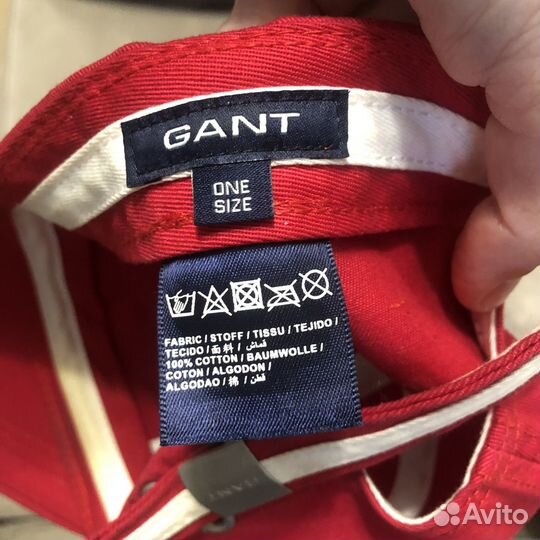 GANT
ONE
SIZE
FABRIC / STOFF / TISSU / TEJIDO /
TECIDO / 面料 / قماش /
100% COTTON / BAUMWOLLE /
COTON / ALGODON /
ALGODAO / 棉 / قطن
GANT
Avito